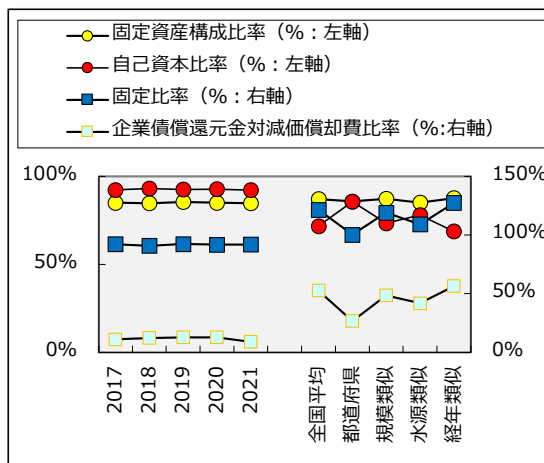 固定資産構成比率（%：左軸）
自己資本比率（%：左軸）
固定比率（%：右軸）
企業債償還元金対減価償却費比率（%:右軸）
100%
50%
0%
150%
100%
50%
0%
2017
2018
2019
2020
2021
全国平均
都道府県
規模類似
水源類似
経年類似